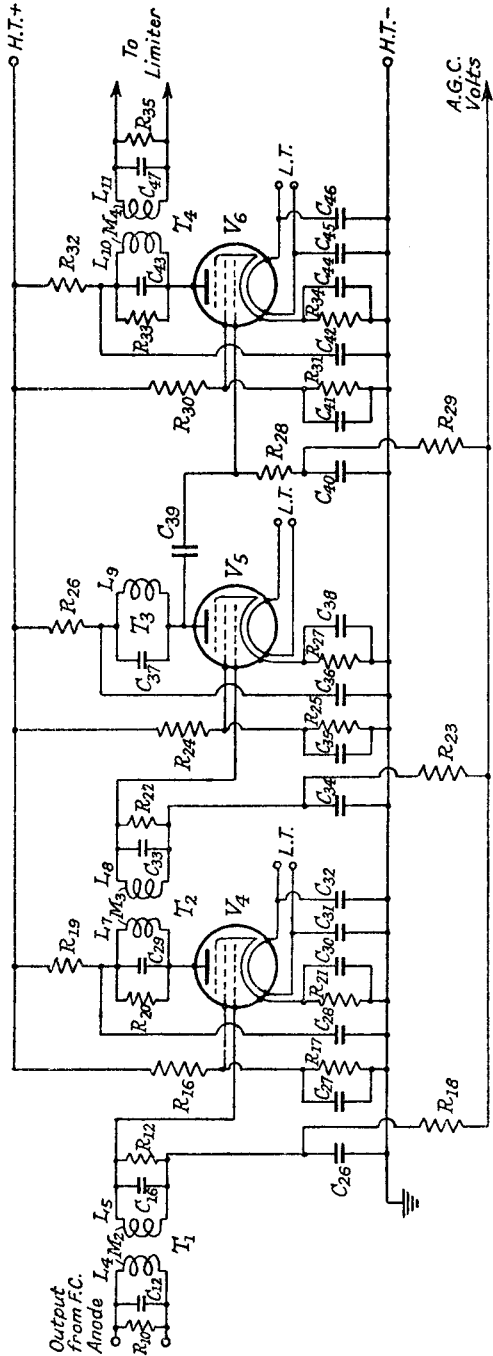 H.T.+
R19
R26
R32
Output
from F.C.
Anode
L4
M2
L5
R10
C12
C16
R12
T1
R16
R20
C29
L7
M3
L8
T2
C33
R22
R24
C37
T3
L9
C39
R30
R33
C43
L10
M4
L11
T4
C47
R35
To
Limiter
V4
V5
V6
L.T.
L.T.
L.T.
R28
C26
C27
R17
C28
R21
C30
C31
C32
C34
C35
R25
C36
R27
C38
C40
C41
R31
C42
R34
C44
C45
C46
H.T.-
R18
R23
R29
A.G.C.
Volts